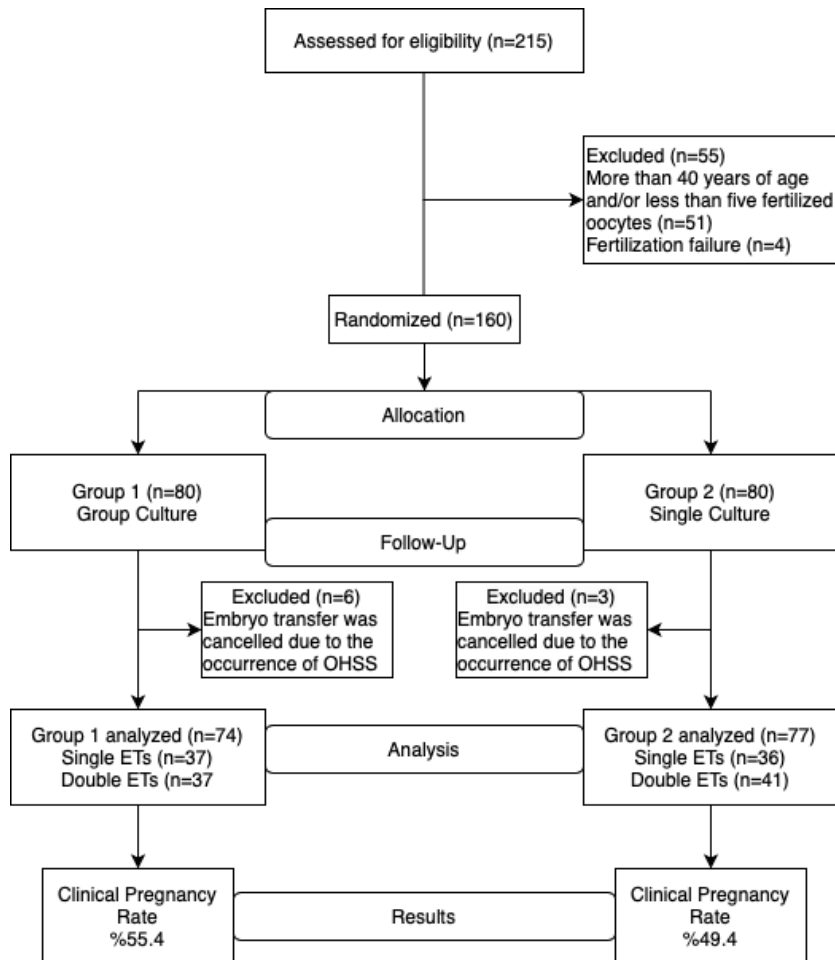 Assessed for eligibility (n=215)
Excluded (n=55)
More than 40 years of age
and/or less than five fertilized
oocytes (n=51)
Fertilization failure (n=4)
Randomized (n=160)
Allocation
Group 1 (n=80)
Group Culture
Group 2 (n=80)
Single Culture
Follow-Up
Excluded (n=6)
Embryo transfer was
cancelled due to the
occurrence of OHSS
Excluded (n=3)
Embryo transfer was
cancelled due to the
occurrence of OHSS
Group 1 analyzed (n=74)
Single ETs (n=37)
Double ETs (n=37
Analysis
Group 2 analyzed (n=77)
Single ETs (n=36)
Double ETs (n=41)
Clinical Pregnancy
Rate
%55.4
Results
Clinical Pregnancy
Rate
%49.4